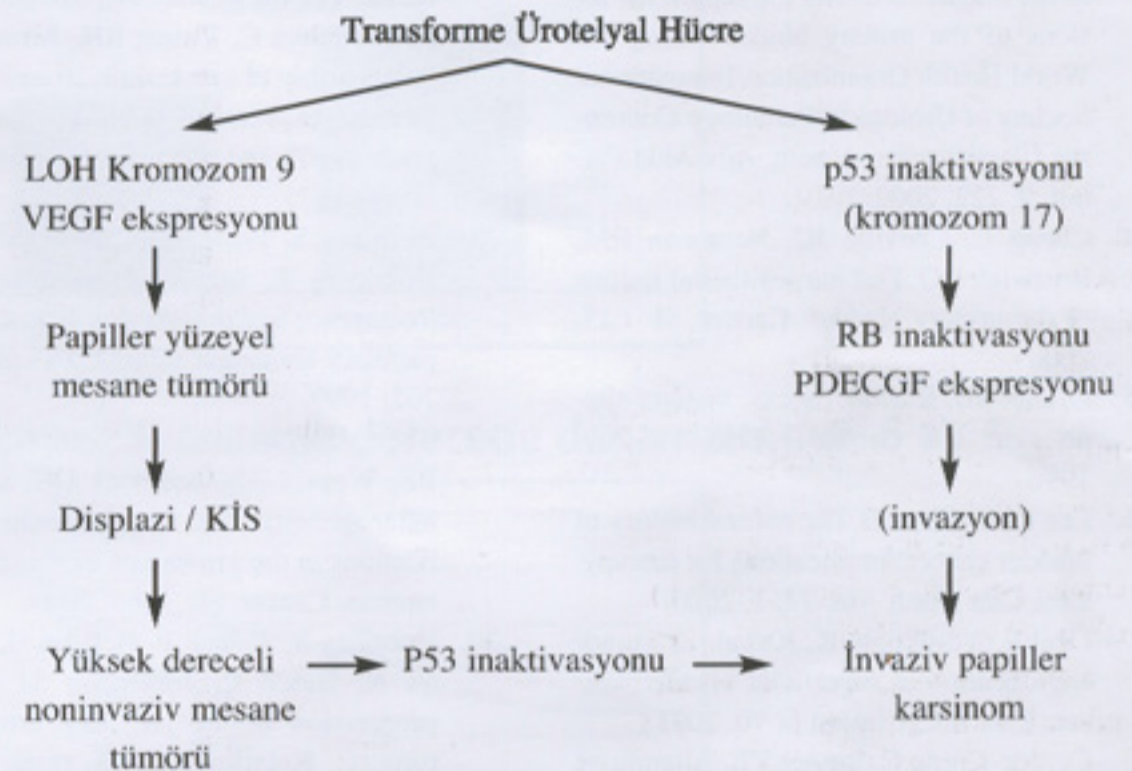 Transforme Ürotelyal Hücre
LOH Kromozom 9
VEGF ekspresyonu
Papiller yüzeyel
mesane tümörü
Displazi / KİS
Yüksek dereceli
noninvaziv mesane
tümörü
P53 inaktivasyonu
p53 inaktivasyonu
(kromozom 17)
RB inaktivasyonu
PDECGF ekspresyonu
(invazyon)
İnvaziv papiller
karsinom